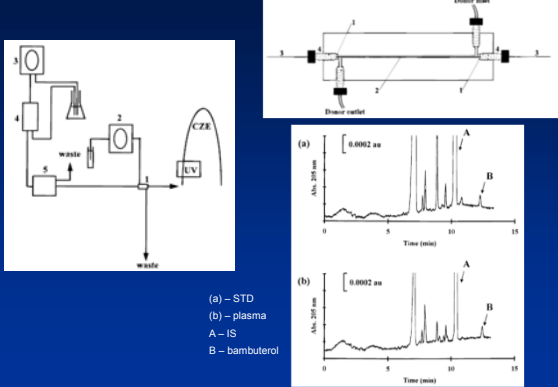 3
4
2
waste
5
1
CZE
UV
waste
Donor inlet
1
3
4
4
3
2
1
Donor outlet
(a)
0.0002 au
A
B
Abs. 205 nm
0
5
10
15
Time (min)
(b)
0.0002 au
A
B
Abs. 205 nm
0
5
10
15
Time (min)
(a) – STD
(b) – plasma
A – IS
B – bambuterol